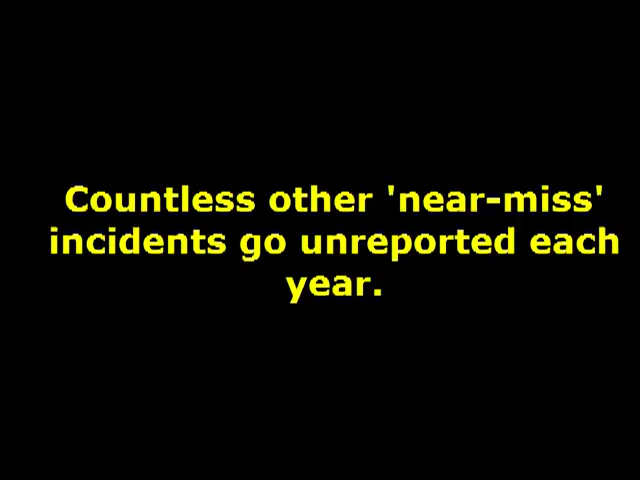 Countless other 'near-miss'
incidents go unreported each
year.